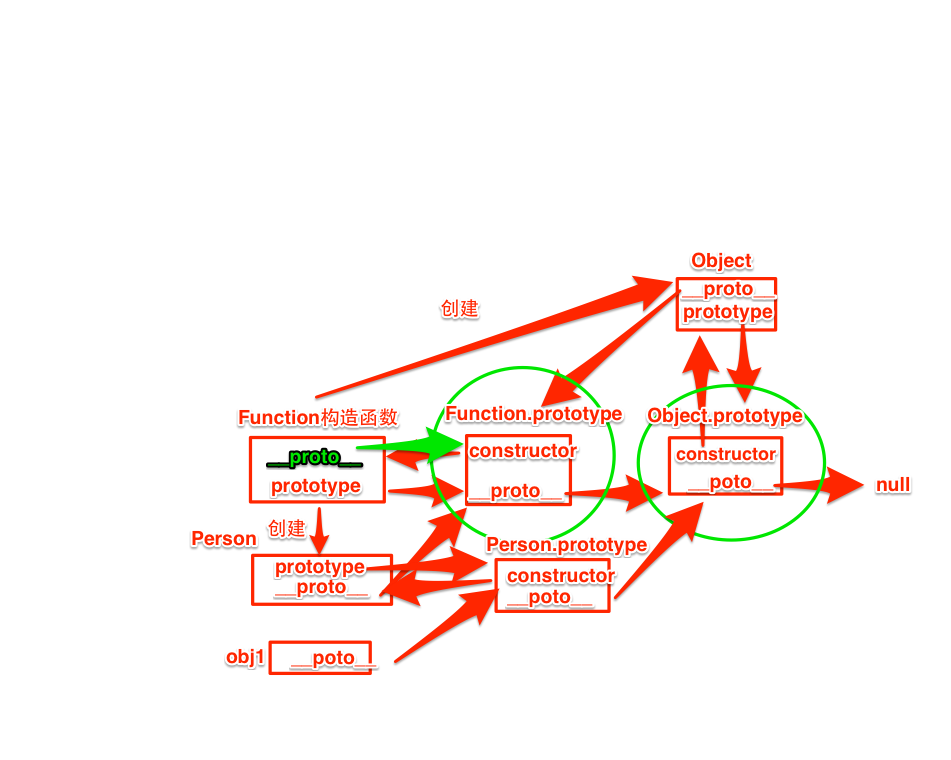 Object
__proto__
prototype
创建
Function构造函数
__proto__
prototype
Function.prototype
constructor
__proto__
Object.prototype
constructor
__poto__
null
创建
Person
prototype
__proto__
Person.prototype
constructor
__poto__
obj1
__poto__